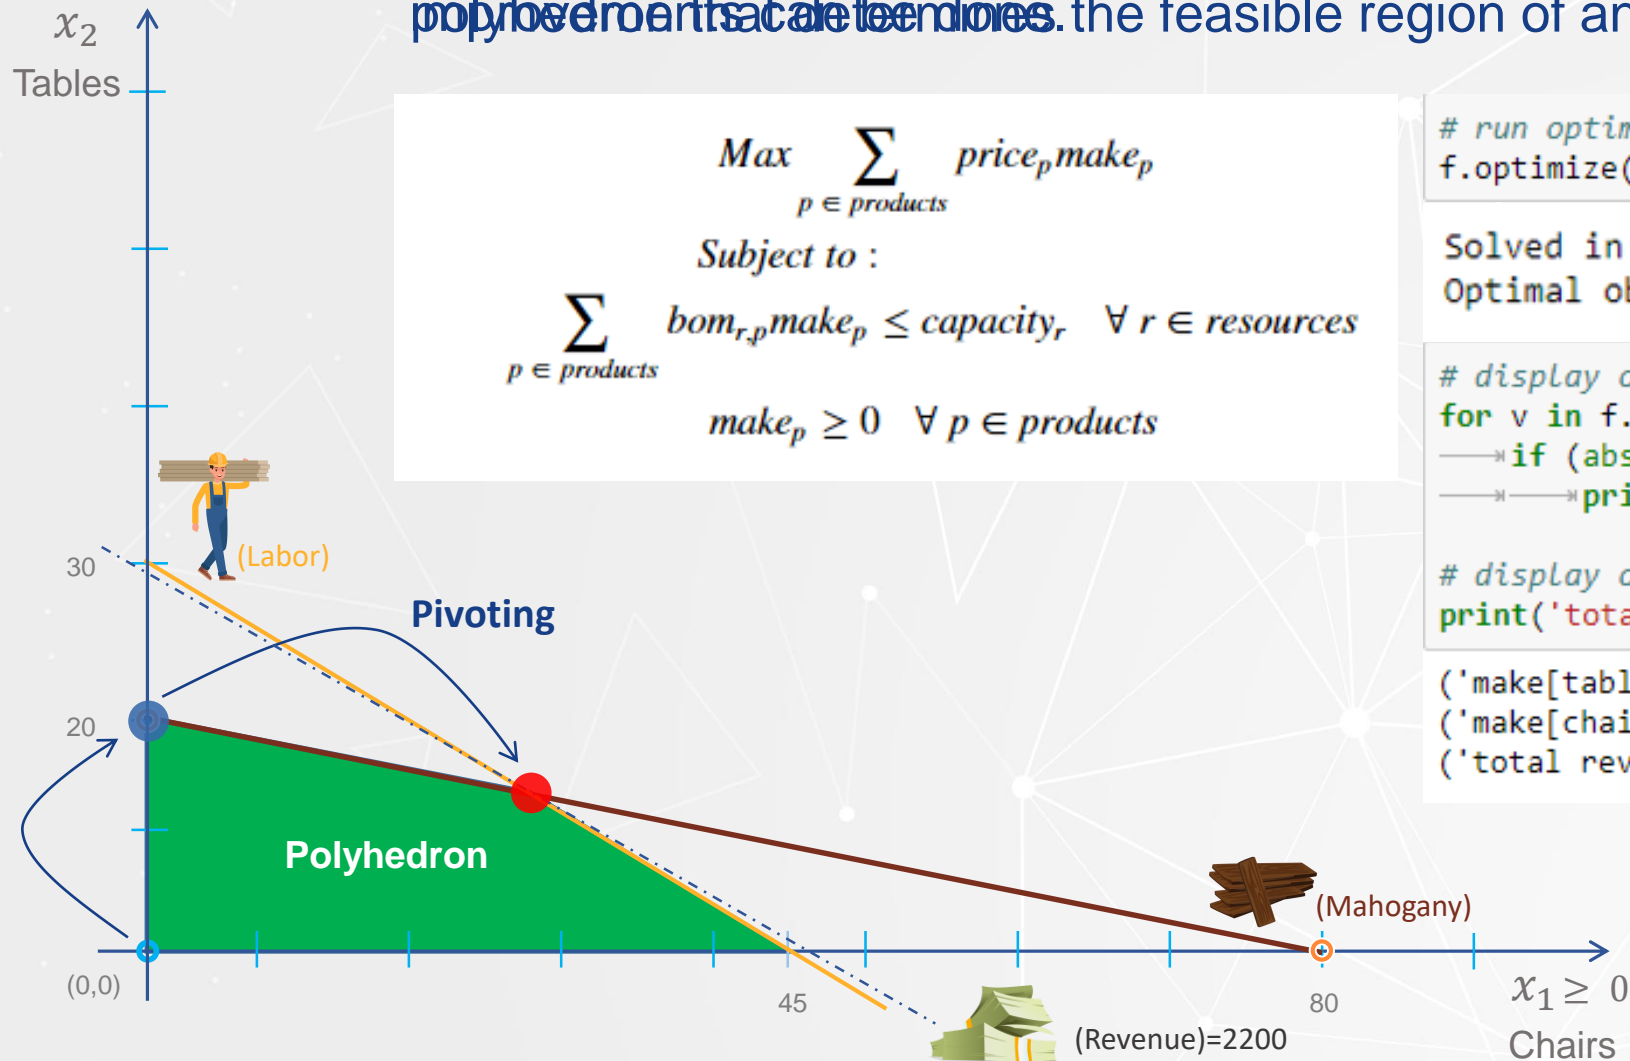 the feasible region of an
x₂
Tables
Max ∑ price_p make_p
p ∈ products
Subject to :
∑ bom_{r,p} make_p ≤ capacity_r ∀ r ∈ resources
p ∈ products
make_p ≥ 0 ∀ p ∈ products
# run optim
f.optimize(
Solved in
Optimal ob
# display o
for v in f.
if (abs
pri
# display o
print('tota
('make[tabl
('make[chai
('total rev
(Labor)
30
Pivoting
20
Polyhedron
(Mahogany)
(0,0)
45
80
x₁ ≥ 0
Chairs
(Revenue)=2200